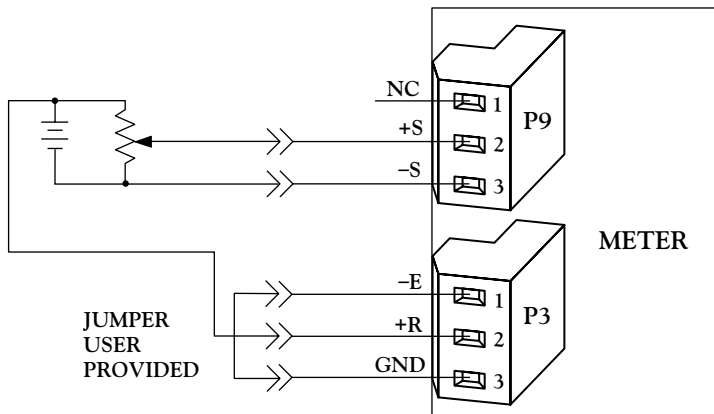 NC
1
+S
2
P9
–S
3
METER
–E
1
P3
+R
2
GND
3
JUMPER
USER
PROVIDED